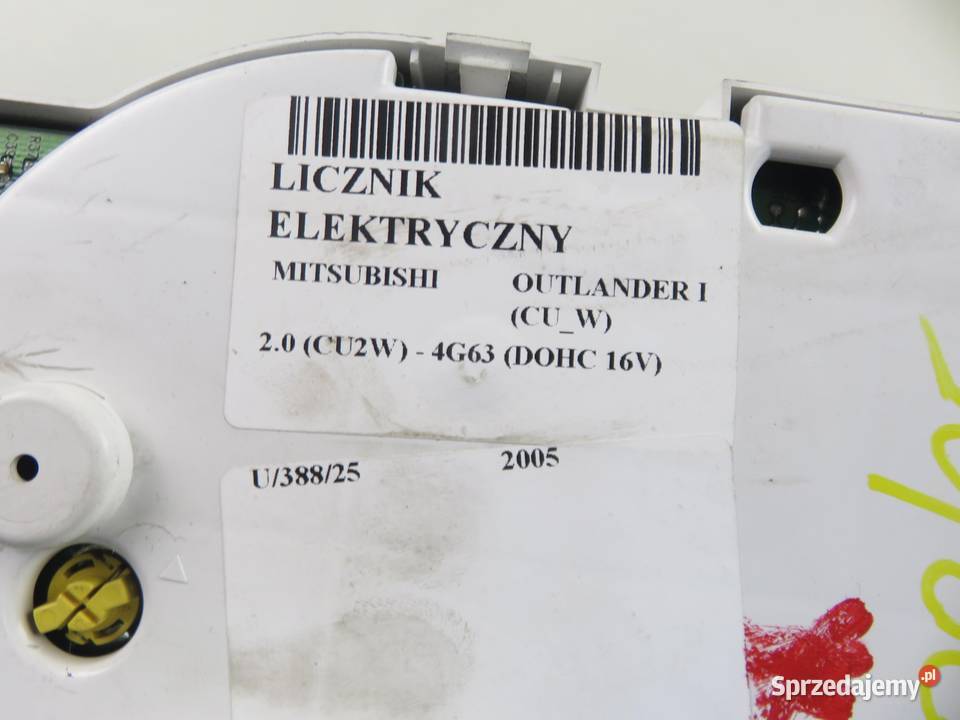 LICZNIK
ELEKTRYCZNY
MITSUBISHI OUTLANDER I
(CU_W)
2.0 (CU2W) - 4G63 (DOHC 16V)
U/388/25 2005
Sprzedajemy.pl